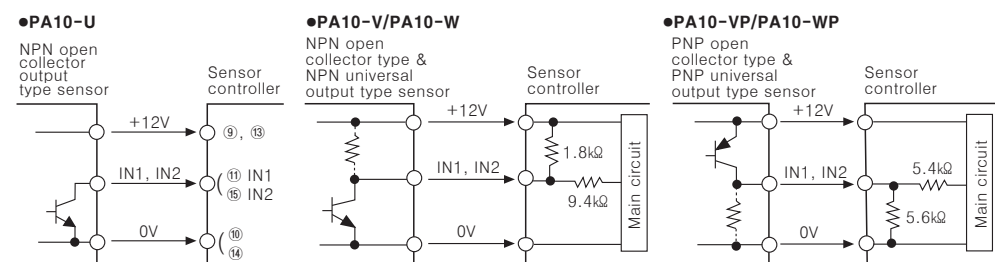 ●PA10-U
NPN open
collector
output
type sensor
Sensor
controller
+12V
⑨, ⑬
IN1, IN2
⑪ IN1
⑮ IN2
0V
⑩
⑭
●PA10-V/PA10-W
NPN open
collector type &
NPN universal
output type sensor
Sensor
controller
+12V
1.8kΩ
IN1, IN2
9.4kΩ
0V
Main circuit
●PA10-VP/PA10-WP
PNP open
collector type &
PNP universal
output type sensor
Sensor
controller
+12V
IN1, IN2
5.4kΩ
5.6kΩ
0V
Main circuit